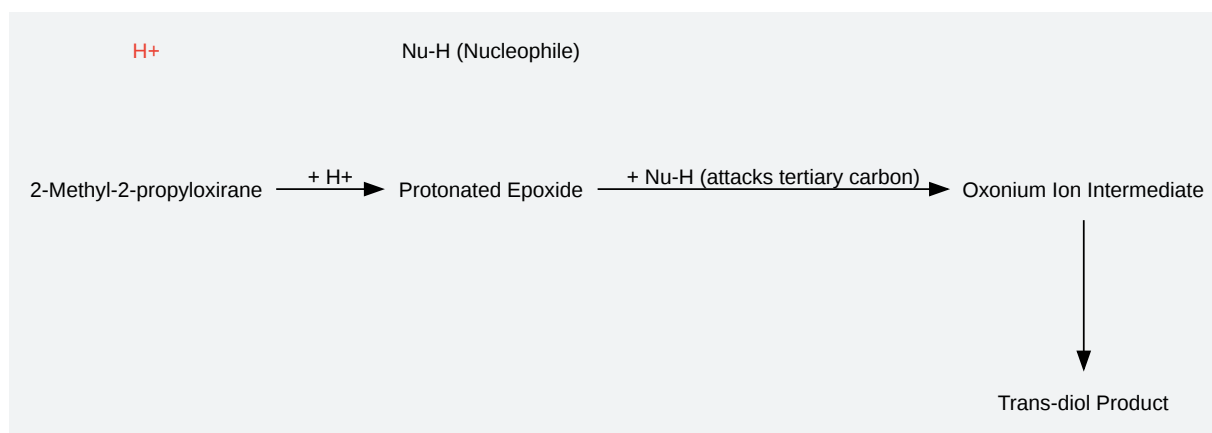 H+
Nu-H (Nucleophile)
2-Methyl-2-propyloxirane
+ H+
Protonated Epoxide
+ Nu-H (attacks tertiary carbon)
Oxonium Ion Intermediate
Trans-diol Product